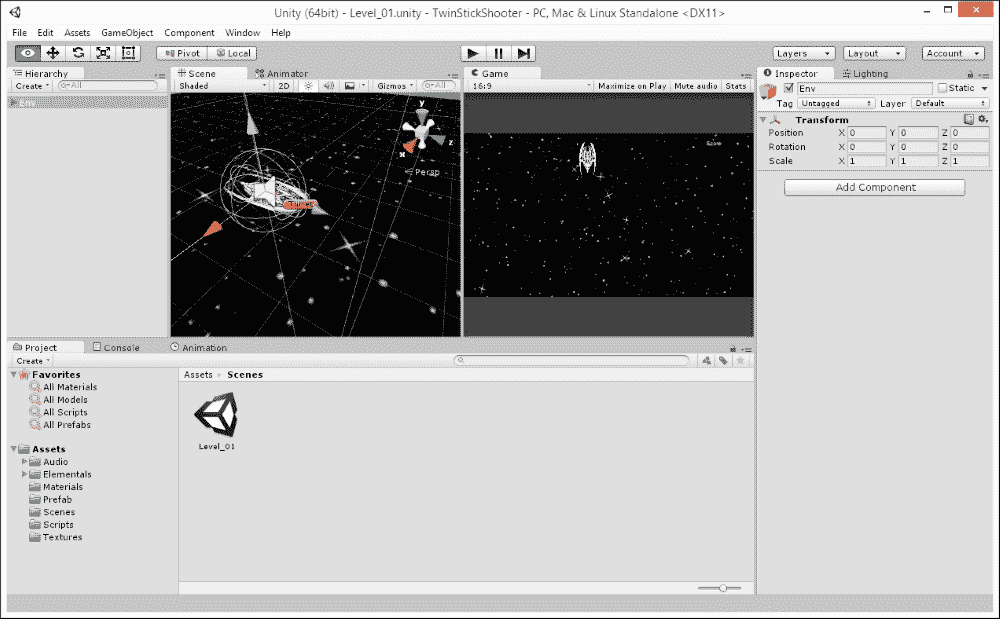 Unity (64bit) - Level_01.unity - TwinStickShooter - PC, Mac & Linux Standalone <DX11>
File Edit Assets GameObject Component Window Help
Pivot Local Layers Layout Account
Hierarchy
Create All
Env
Scene Animator
Shaded 2D Gizmos All
y
x
z
Persp
Game
16:9 Maximize on Play Mute audio Stats
Score
Inspector Lighting
Env Static
Tag Untagged Layer Default
Transform
Position X 0 Y 0 Z 0
Rotation X 0 Y 0 Z 0
Scale X 1 Y 1 Z 1
Add Component
Project Console Animation
Create
Favorites
All Materials
All Models
All Scripts
All Prefabs
Assets
Audio
Elementals
Materials
Prefab
Scenes
Scripts
Textures
Assets Scenes
Level_01